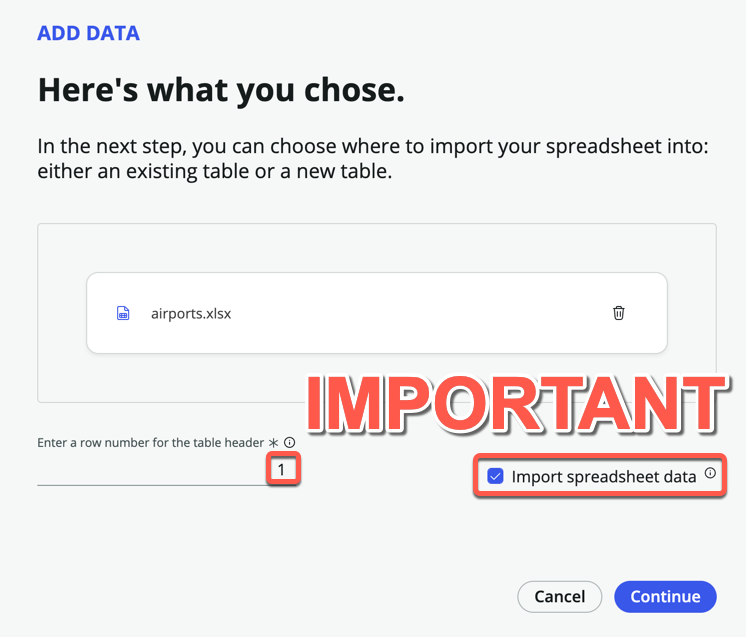 ADD DATA
Here's what you chose.
In the next step, you can choose where to import your spreadsheet into:
either an existing table or a new table.
airports.xlsx
IMPORTANT
Enter a row number for the table header *
1
Import spreadsheet data
Cancel
Continue